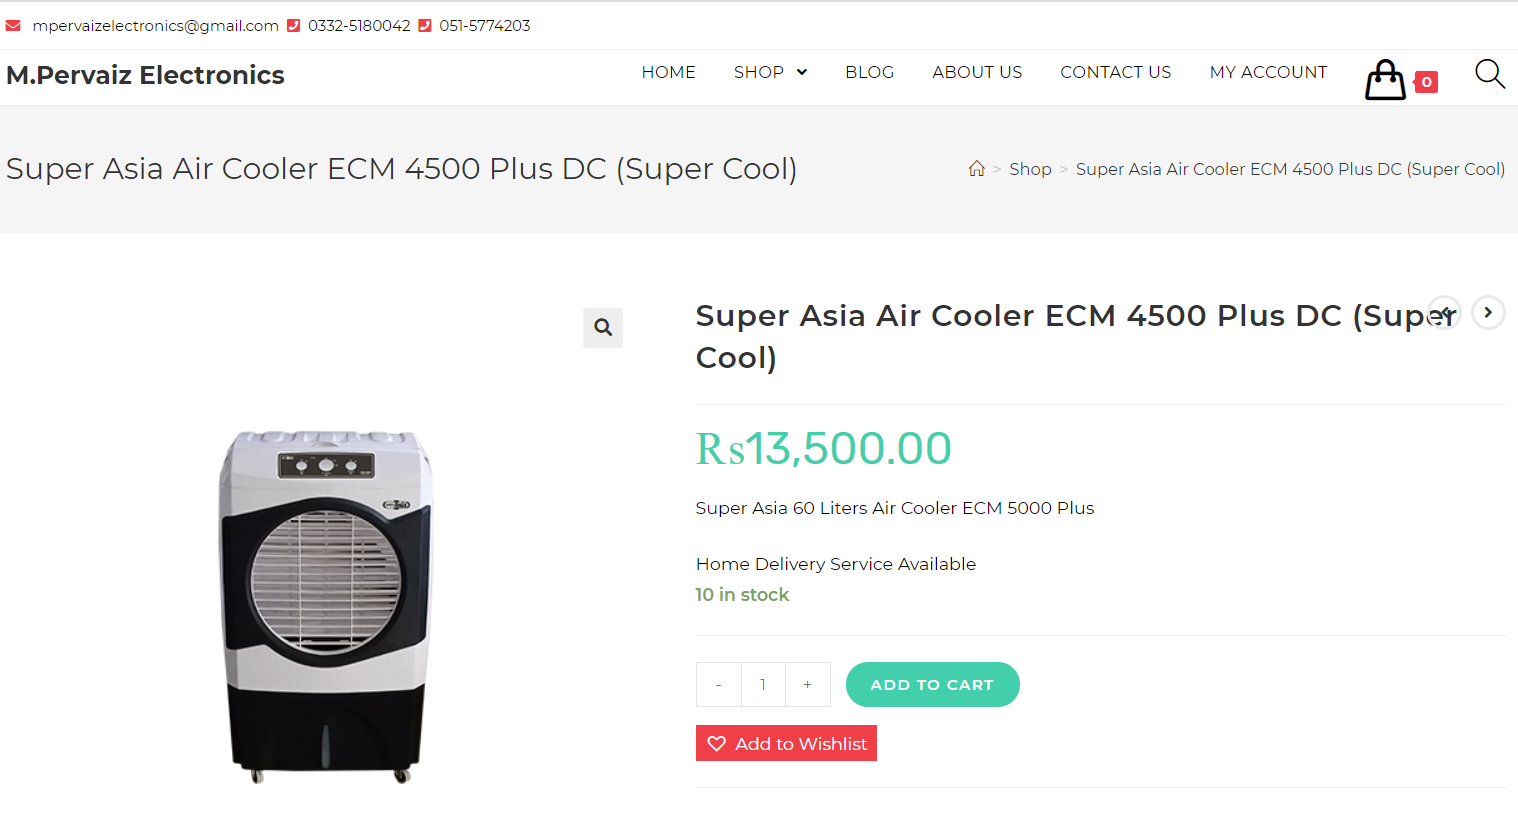 mpervaizelectronics@gmail.com 0332-5180042 051-5774203
M.Pervaiz Electronics
HOME SHOP BLOG ABOUT US CONTACT US MY ACCOUNT 0
Super Asia Air Cooler ECM 4500 Plus DC (Super Cool)
> Shop > Super Asia Air Cooler ECM 4500 Plus DC (Super Cool)
Super Asia Air Cooler ECM 4500 Plus DC (Super
Cool)
₨13,500.00
Super Asia 60 Liters Air Cooler ECM 5000 Plus
Home Delivery Service Available
10 in stock
- 1 +
ADD TO CART
Add to Wishlist